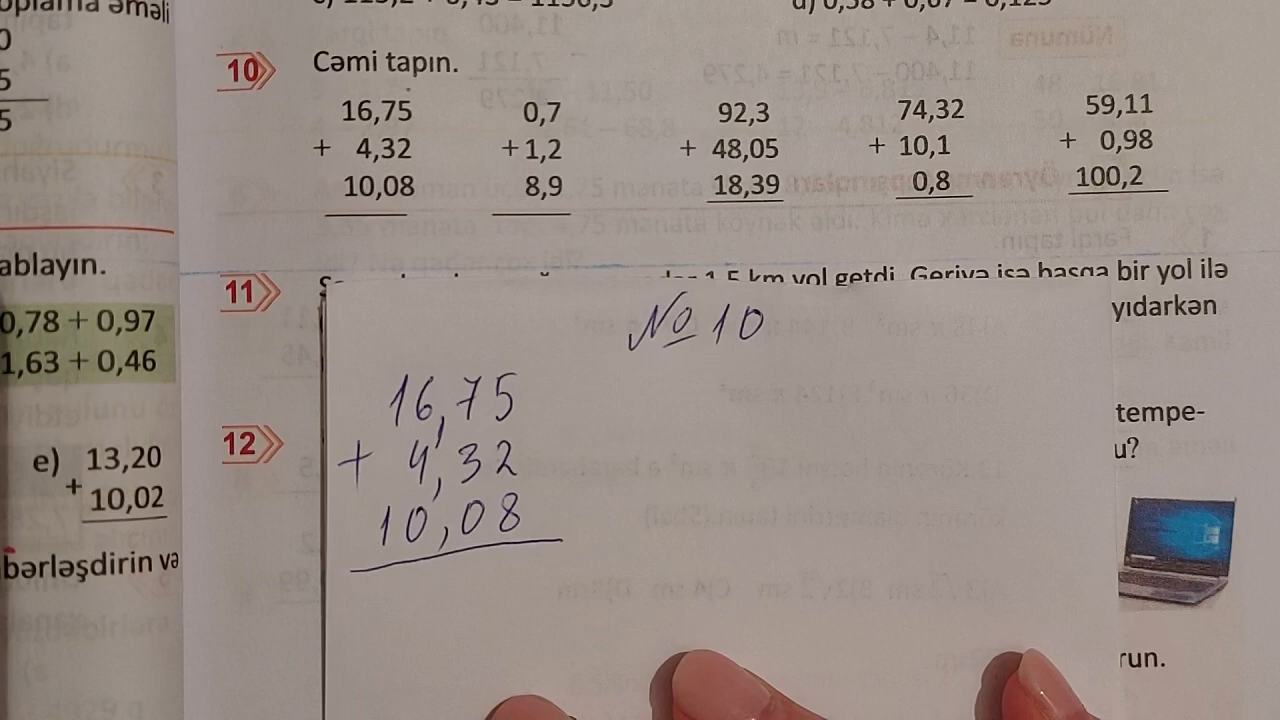 0
5
5
ablayın.
0,78 + 0,97
1,63 + 0,46
e) 13,20
+ 10,02
bərləşdirin və
10 Cəmi tapın.
16,75 0,7 92,3 74,32 59,11
+ 4,32 +1,2 + 48,05 + 10,1 + 0,98
10,08 8,9 18,39 0,8 100,2
11 km yol getdi. Geriyə isə başqa bir yol ilə
yıdarkən
12 tempe-
u?
run.
№ 10
16,75
+ 4,32
10,08